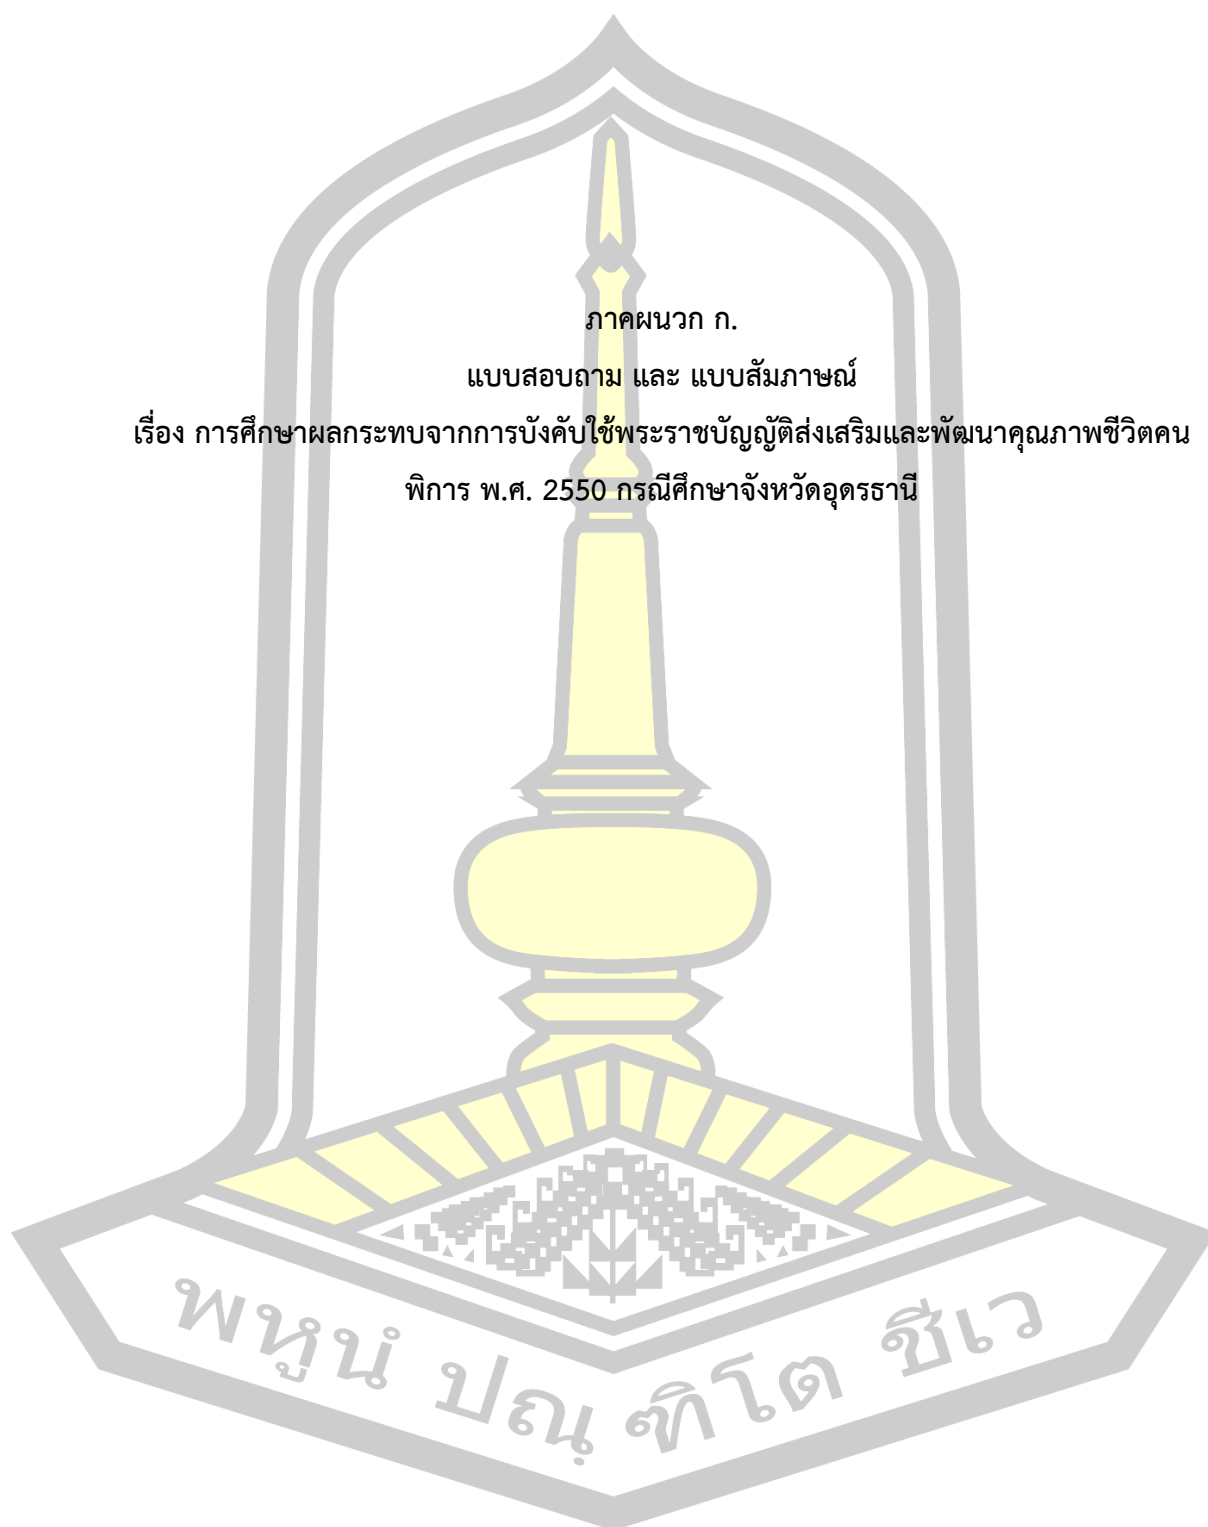 ภาคผนวก ก.
แบบสอบถาม และ แบบสัมภาษณ์
เรื่อง การศึกษาผลกระทบจากการบังคับใช้พระราชบัญญัติส่งเสริมและพัฒนาคุณภาพชีวิตคน
พิการ พ.ศ. 2550 กรณีศึกษาจังหวัดอุดรธานี
พหูนํ ปณฺฑิโต ชีเว